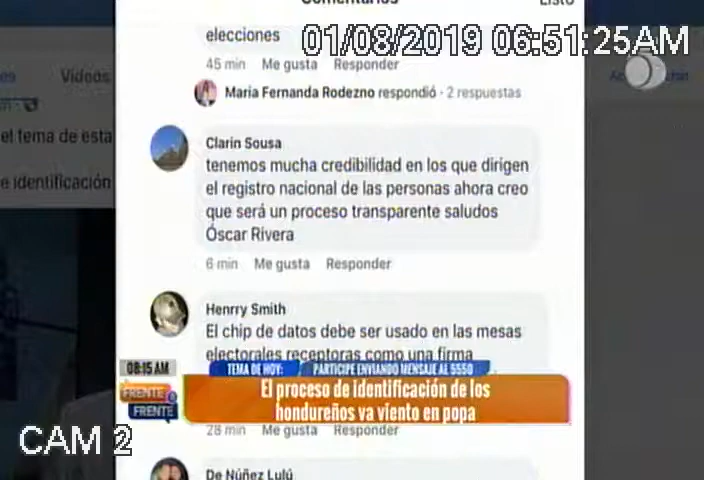 Comentarios
Listo
elecciones
01/08/2019 06:51:25AM
45 min Me gusta Responder
Videos
Maria Fernanda Rodezno respondió · 2 respuestas
el tema de esta
Clarin Sousa
tenemos mucha credibilidad en los que dirigen
e identificación
el registro nacional de las personas ahora creo
que será un proceso transparente saludos
Óscar Rivera
6 min Me gusta Responder
Henrry Smith
El chip de datos debe ser usado en las mesas
electorales receptoras como una firma
08:15 AM
TEMA DE HOY: PARTICIPE ENVIANDO MENSAJE AL 5550
FRENTE a
FRENTE
El proceso de identificación de los
hondureños va viento en popa
28 min Me gusta Responder
CAM 2
De Núñez Lulú